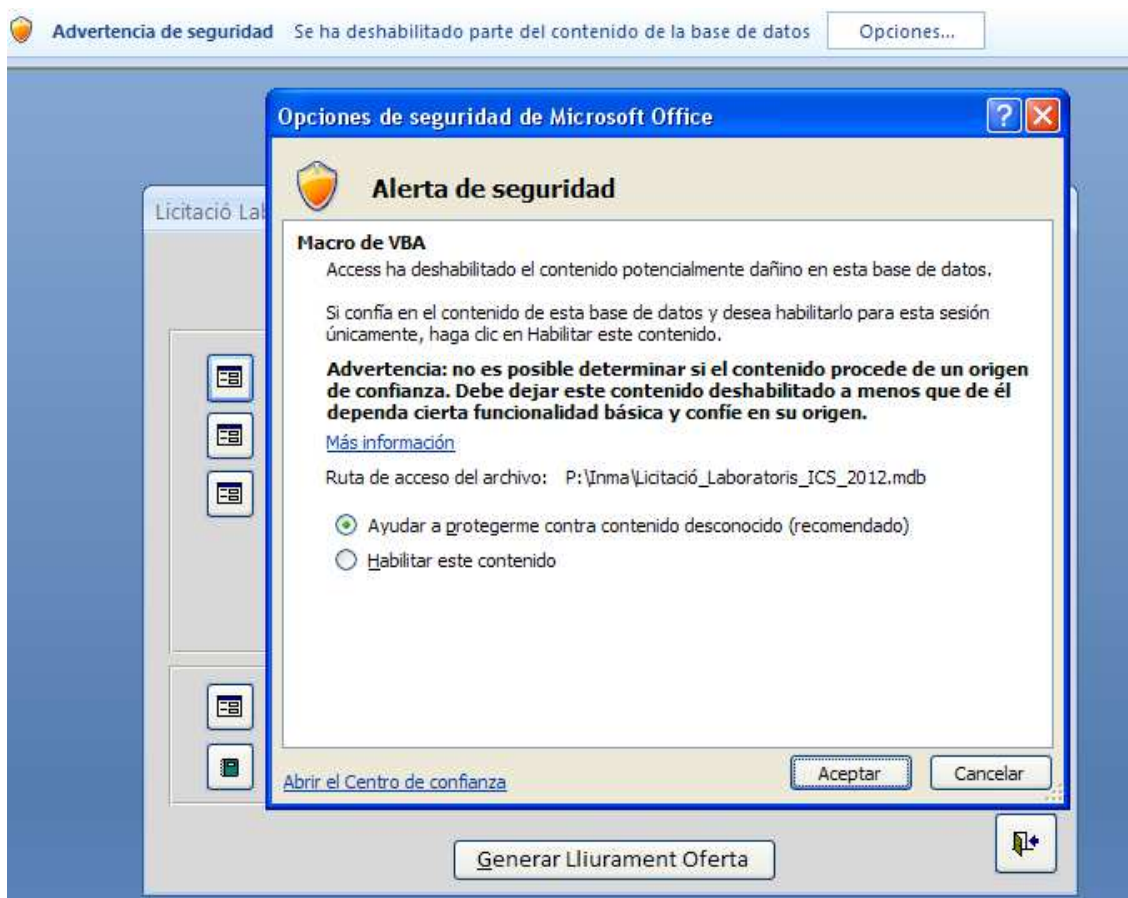 Advertencia de seguridad Se ha deshabilitado parte del contenido de la base de datos Opciones...
Opciones de seguridad de Microsoft Office
Alerta de seguridad
Licitació
Macro de VBA
Access ha deshabilitado el contenido potencialmente dañino en esta base de datos.
Si confía en el contenido de esta base de datos y desea habilitarlo para esta sesión
únicamente, haga clic en Habilitar este contenido.
Advertencia: no es posible determinar si el contenido procede de un origen
de confianza. Debe dejar este contenido deshabilitado a menos que de él
dependa cierta funcionalidad básica y confíe en su origen.
Más información
Ruta de acceso del archivo: P:\Inma\Licitació_Laboratoris_ICS_2012.mdb
Ayudar a protegerme contra contenido desconocido (recomendado)
Habilitar este contenido
Abrir el Centro de confianza Aceptar Cancelar
Generar Lliurament Oferta